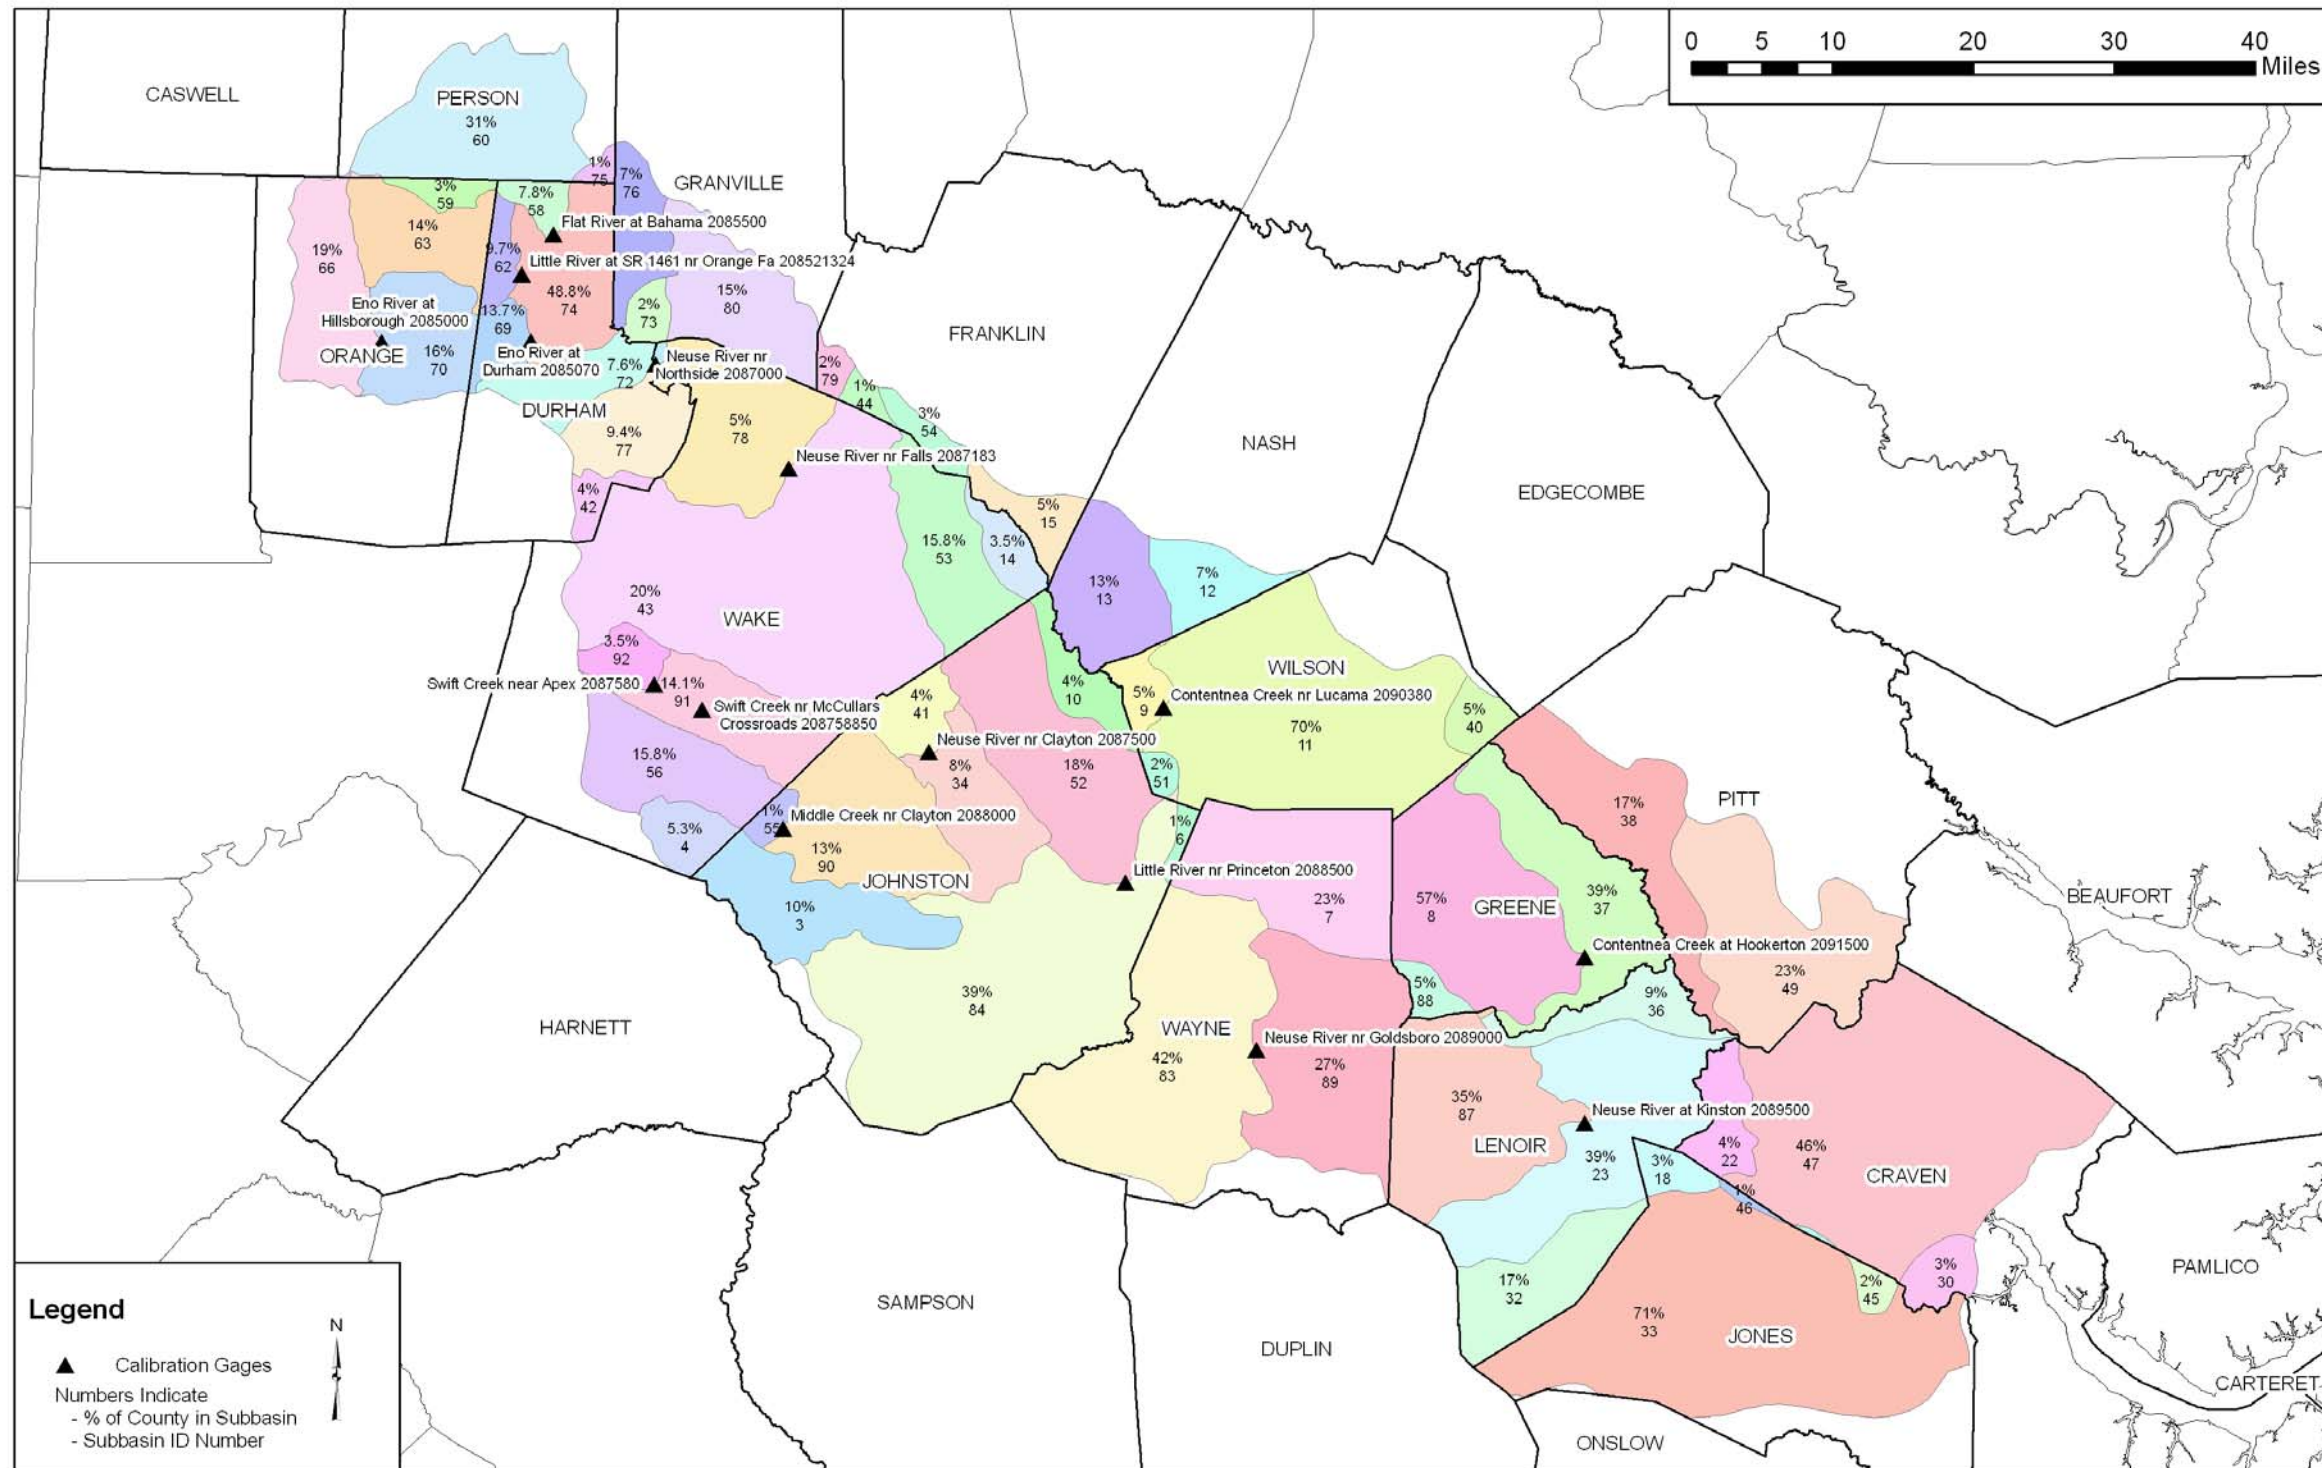 0 5 10 20 30 40
Miles
CASWELL
PERSON
31%
60
1%
75
7%
76
GRANVILLE
3%
59
7.8%
58
Flat River at Bahama 2085500
14%
63
19%
66
9.7%
62
Little River at SR 1461 nr Orange Fa 208521324
48.8%
74
2%
73
15%
80
Eno River at
Hillsborough 2085000
13.7%
69
ORANGE
16%
70
Eno River at
Durham 2085070
7.6%
72
Neuse River nr
Northside 2087000
FRANKLIN
2%
79
1%
44
3%
54
DURHAM
9.4%
77
5%
78
Neuse River nr Falls 2087183
NASH
EDGECOMBE
4%
42
5%
15
15.8%
53
3.5%
14
13%
13
7%
12
20%
43
WAKE
3.5%
92
Swift Creek near Apex 2087580
14.1%
91
Swift Creek nr McCullars
Crossroads 208758850
4%
41
4%
10
5%
9
WILSON
Contentnea Creek nr Lucama 2090380
70%
11
5%
40
15.8%
56
Neuse River nr Clayton 2087500
8%
34
18%
52
2%
51
1%
55
Middle Creek nr Clayton 2088000
5.3%
4
13%
90
JOHNSTON
1%
6
Little River nr Princeton 2088500
17%
38
PITT
10%
3
23%
7
57%
8
GREENE
39%
37
BEAUFORT
Contentnea Creek at Hookerton 2091500
39%
84
5%
88
9%
36
23%
49
HARNETT
WAYNE
Neuse River nr Goldsboro 2089000
42%
83
27%
89
35%
87
Neuse River at Kinston 2089500
LENOIR
39%
23
3%
18
4%
22
46%
47
CRAVEN
1%
46
17%
32
2%
45
3%
30
PAMLICO
SAMPSON
DUPLIN
71%
33
JONES
CARTERET
ONSLOW
Legend
N
Calibration Gages
Numbers Indicate
- % of County in Subbasin
- Subbasin ID Number